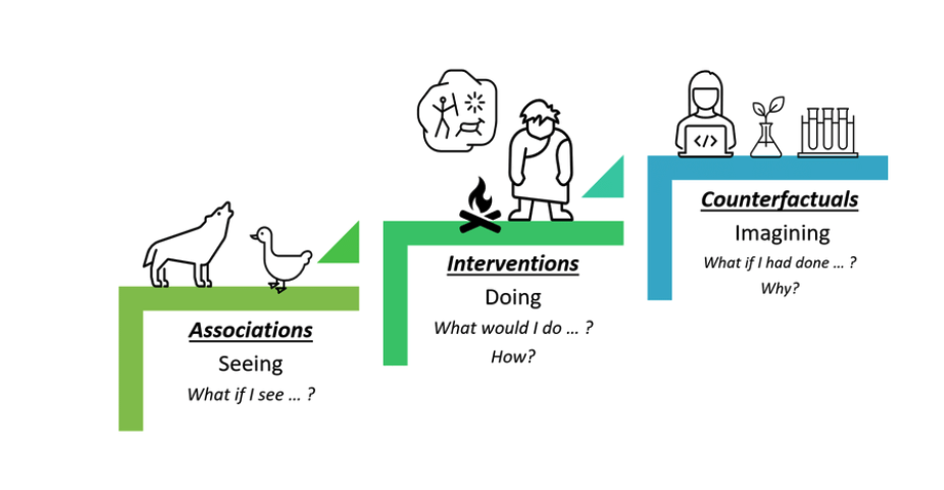 </>
Counterfactuals
Imagining
What if I had done ... ?
Why?
Interventions
Doing
What would I do ... ?
How?
Associations
Seeing
What if I see ... ?